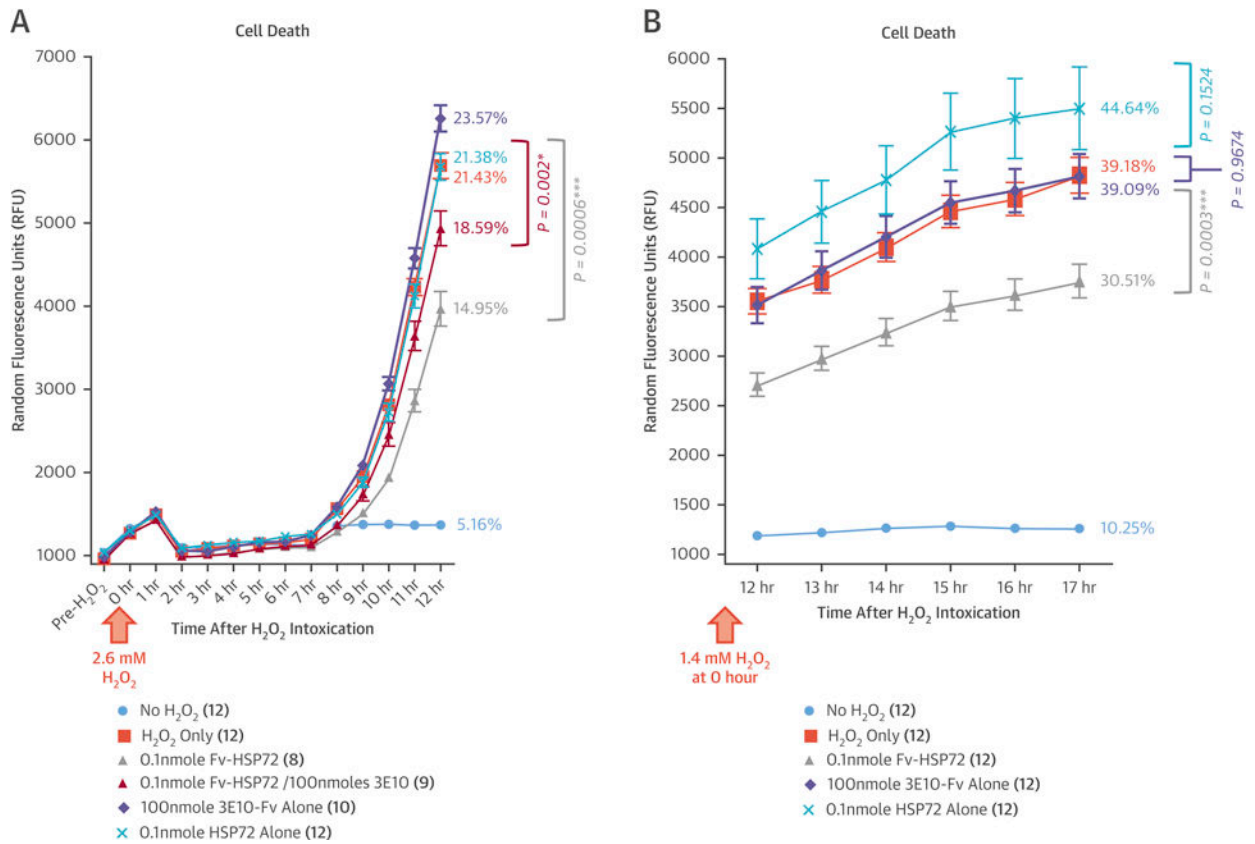 A
Cell Death
Random Fluorescence Units (RFU)
7000
6000
5000
4000
3000
2000
1000
23.57%
21.38%
21.43%
18.59%
14.95%
5.16%
P = 0.002*
P = 0.0006***
Pre-H₂O₂
0 hr
1 hr
2 hr
3 hr
4 hr
5 hr
6 hr
7 hr
8 hr
9 hr
10 hr
11 hr
12 hr
Time After H₂O₂ Intoxication
2.6 mM
H₂O₂
No H₂O₂ (12)
H₂O₂ Only (12)
0.1nmole Fv-HSP72 (8)
0.1nmole Fv-HSP72 /100nmoles 3E10 (9)
100nmole 3E10-Fv Alone (10)
0.1nmole HSP72 Alone (12)
B
Cell Death
Random Fluorescence Units (RFU)
6000
5500
5000
4500
4000
3500
3000
2500
1500
1000
44.64%
39.18%
39.09%
30.51%
10.25%
P = 0.1524
P = 0.9674
P = 0.0003***
12 hr
13 hr
14 hr
15 hr
16 hr
17 hr
Time After H₂O₂ Intoxication
1.4 mM H₂O₂
at 0 hour
No H₂O₂ (12)
H₂O₂ Only (12)
0.1nmole Fv-HSP72 (12)
100nmole 3E10-Fv Alone (12)
0.1nmole HSP72 Alone (12)